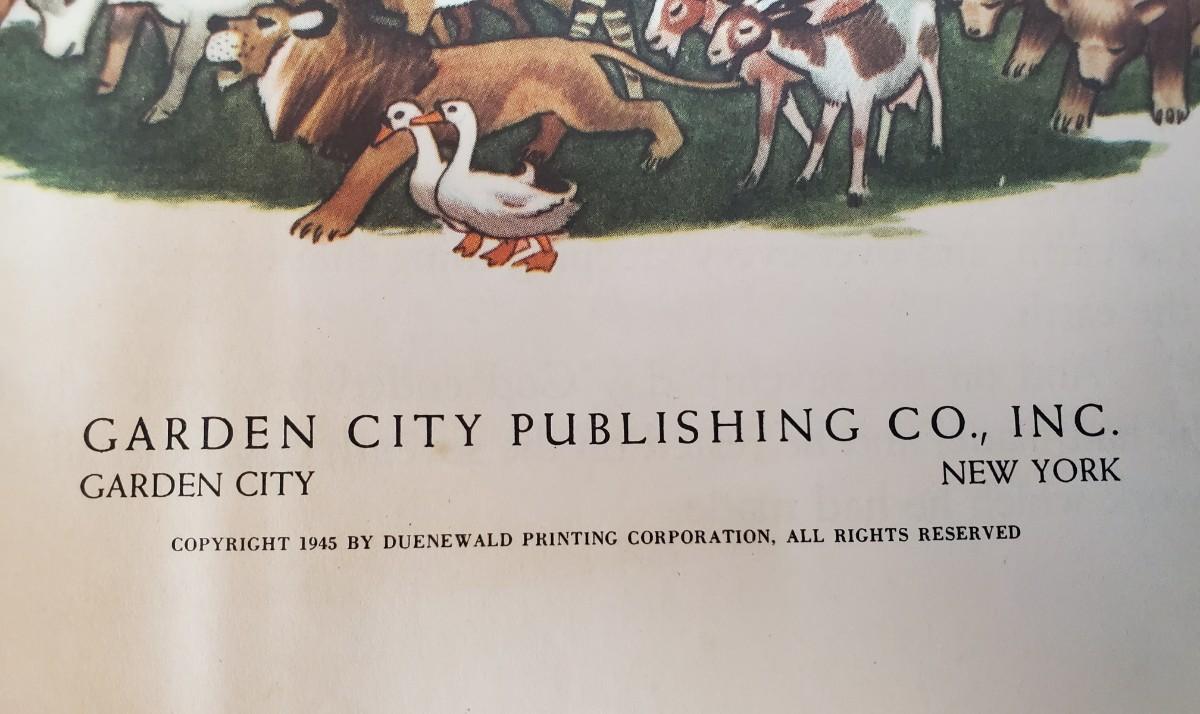 GARDEN CITY PUBLISHING CO., INC.
GARDEN CITY NEW YORK
COPYRIGHT 1945 BY DUENEWALD PRINTING CORPORATION, ALL RIGHTS RESERVED